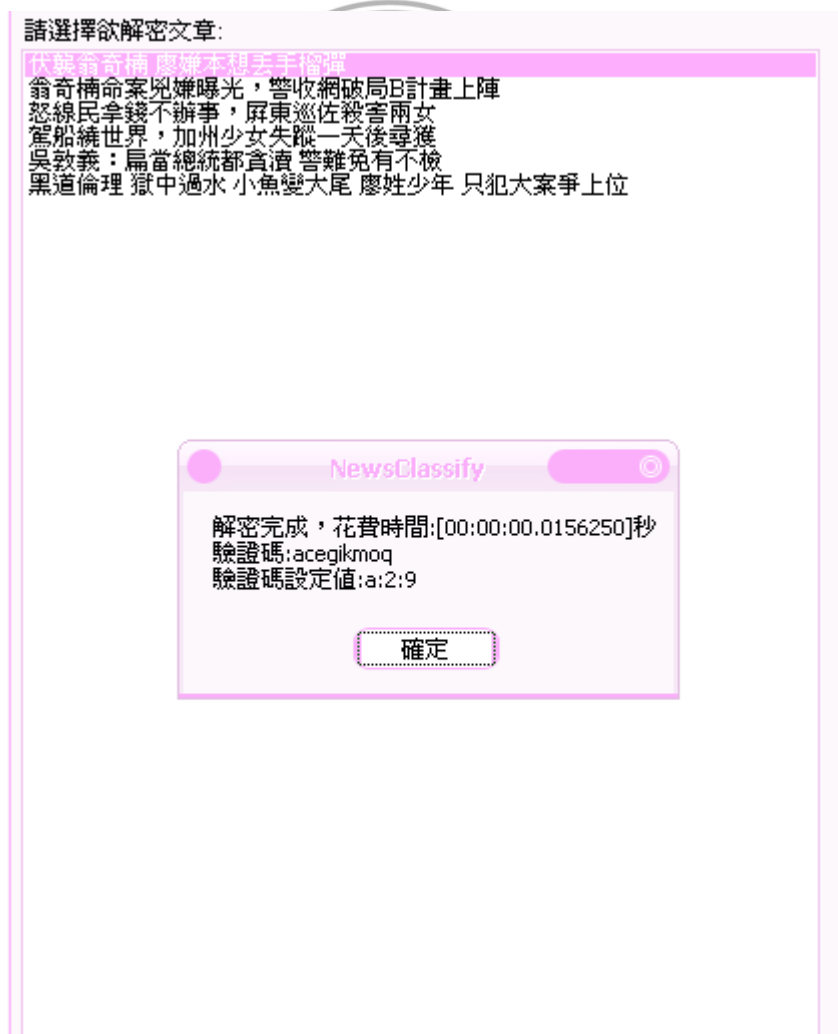 請選擇欲解密文章:
伏襲翁奇楠 廖嫌本想丟手榴彈
翁奇楠命案兇嫌曝光，警收網破局B計畫上陣
怒線民拿錢不辦事，屏東巡佐殺害兩女
駕船繞世界，加州少女失蹤一天後尋獲
吳敦義：扁當總統都貪瀆 警難免有不檢
黑道倫理 獄中過水 小魚變大尾 廖姓少年 只犯大案爭上位
NewsClassify
解密完成，花費時間:[00:00:00.0156250]秒
驗證碼:acegikmoq
驗證碼設定值:a:2:9
確定